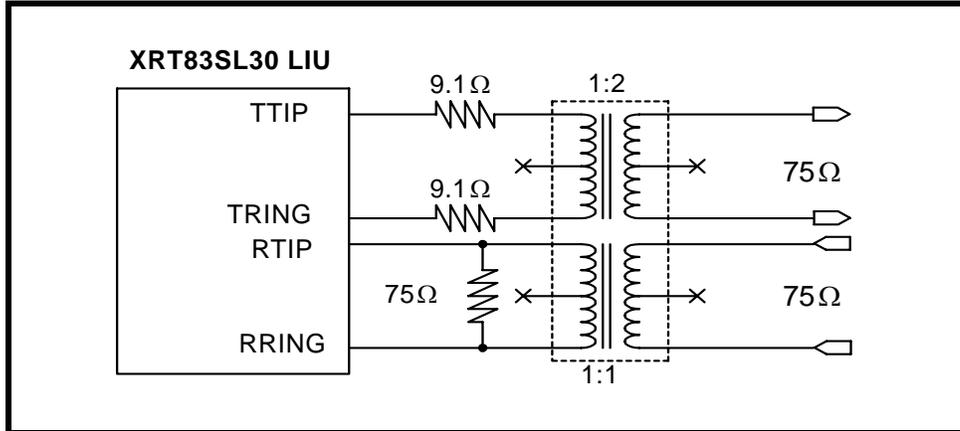 XRT83SL30 LIU
9.1Ω
1:2
TTIP
75Ω
9.1Ω
TRING
RTIP
75Ω
75Ω
RRING
1:1